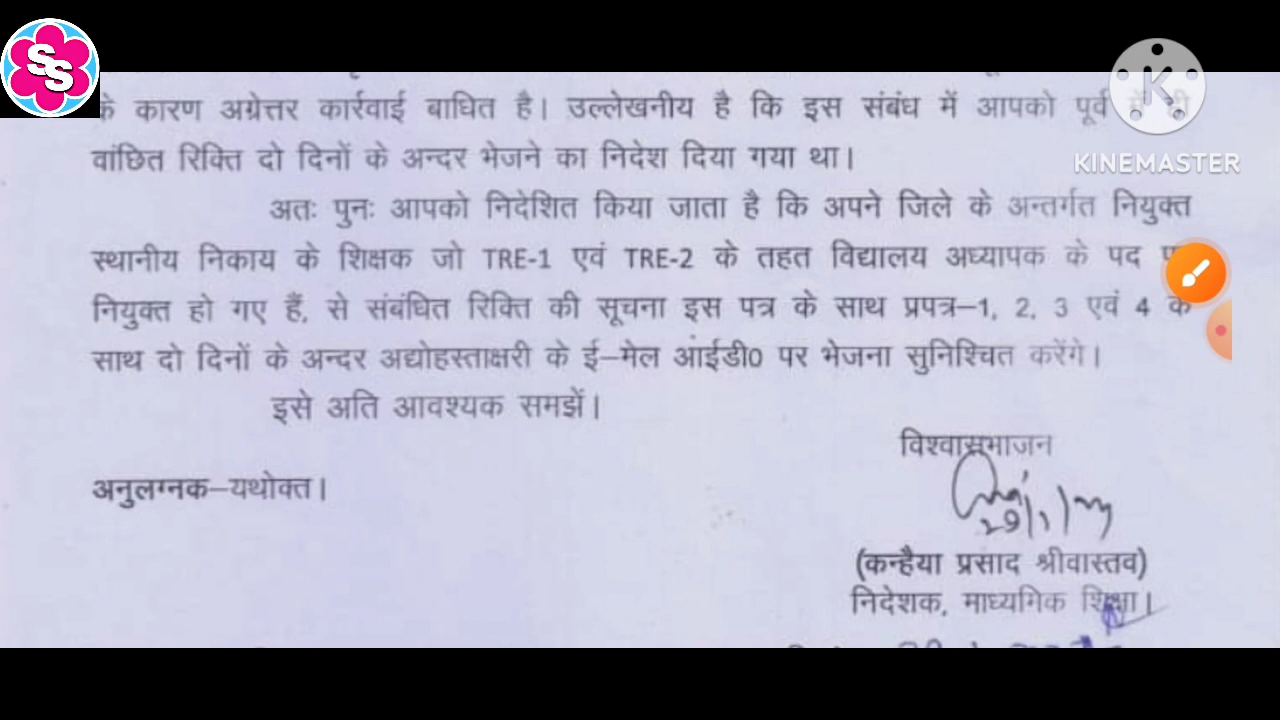 SS
KINEMASTER
के कारण अग्रेत्तर कार्रवाई बाधित है। उल्लेखनीय है कि इस संबंध में आपको पूर्व
वांछित रिक्ति दो दिनों के अन्दर भेजने का निदेश दिया गया था।
अतः पुनः आपको निदेशित किया जाता है कि अपने जिले के अन्तर्गत नियुक्त
स्थानीय निकाय के शिक्षक जो TRE-1 एवं TRE-2 के तहत विद्यालय अध्यापक के पद
नियुक्त हो गए हैं, से संबंधित रिक्ति की सूचना इस पत्र के साथ प्रपत्र–1, 2, 3 एवं 4 के
साथ दो दिनों के अन्दर अद्योहस्ताक्षरी के ई–मेल आंईडी0 पर भेजना सुनिश्चित करेंगे।
इसे अति आवश्यक समझें।
विश्वासभाजन
अनुलग्नक–यथोक्त।
(कन्हैया प्रसाद श्रीवास्तव)
निदेशक, माध्यमिक शिक्षा।